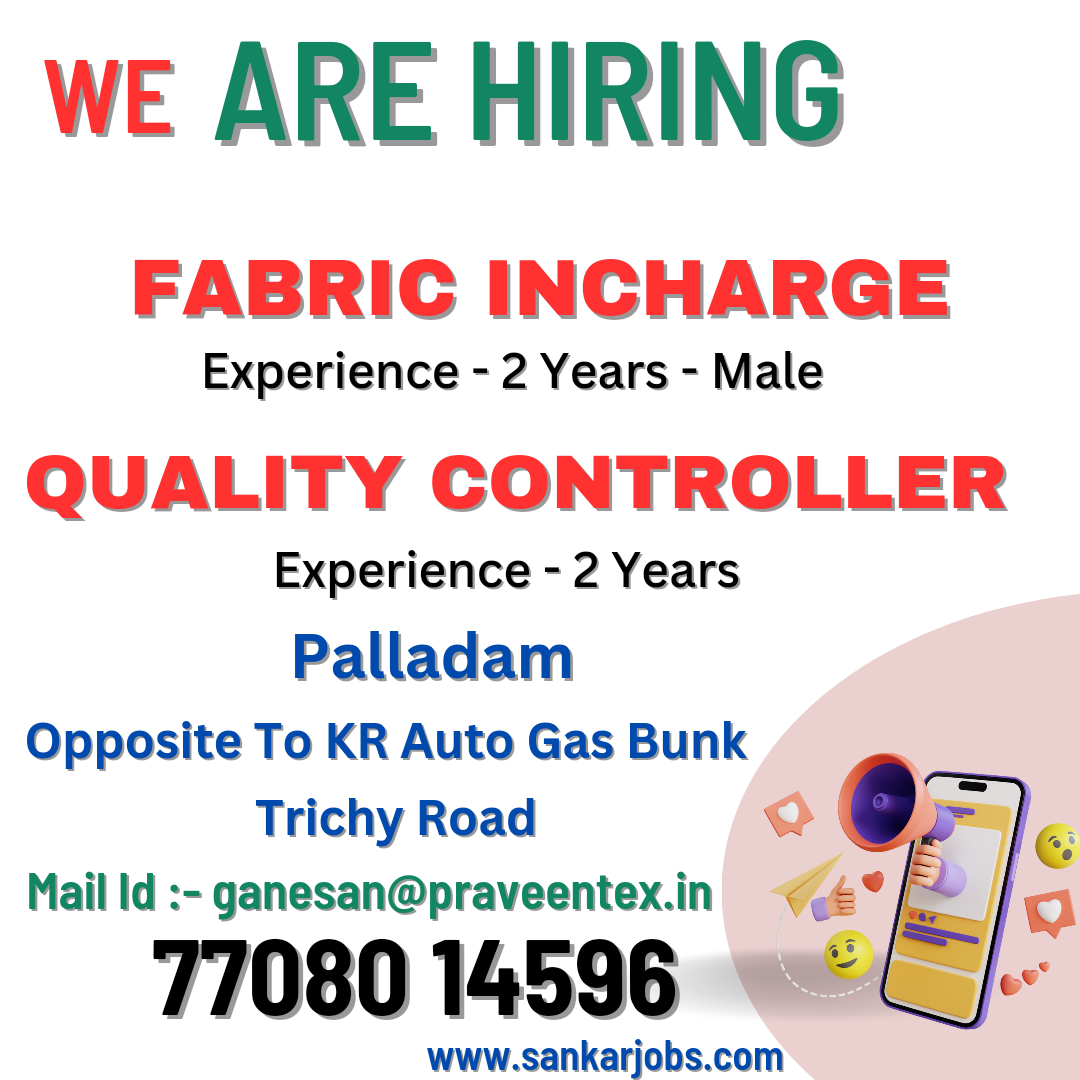 WE ARE HIRING
FABRIC INCHARGE
Experience - 2 Years - Male
QUALITY CONTROLLER
Experience - 2 Years
Palladam
Opposite To KR Auto Gas Bunk
Trichy Road
Mail Id :- ganesan@praveentex.in
77080 14596
www.sankarjobs.com